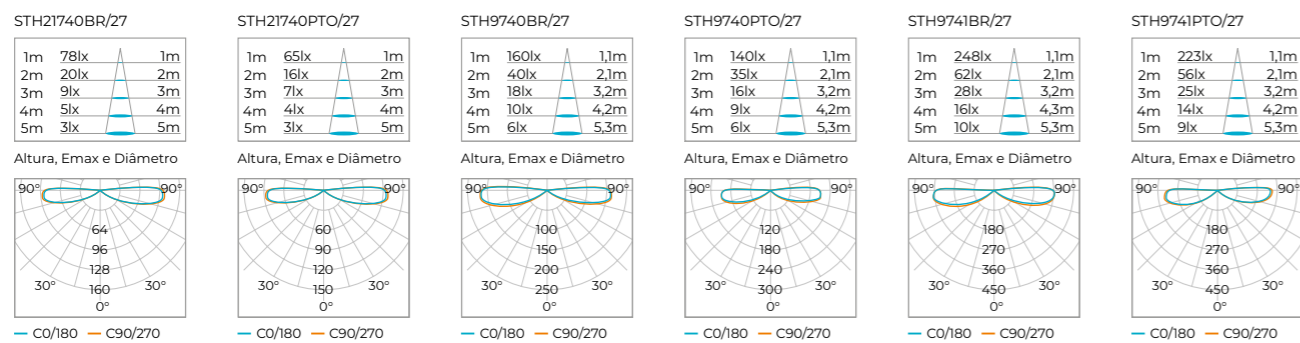 STH21740BR/27
1m 78lx 1m
2m 20lx 2m
3m 9lx 3m
4m 5lx 4m
5m 3lx 5m
Altura, Emax e Diâmetro
90° 90°
64
96
128
30° 160 30°
0°
C0/180 C90/270
STH21740PTO/27
1m 65lx 1m
2m 16lx 2m
3m 7lx 3m
4m 4lx 4m
5m 3lx 5m
Altura, Emax e Diâmetro
90° 90°
60
90
120
30° 150 30°
0°
C0/180 C90/270
STH9740BR/27
1m 160lx 1,1m
2m 40lx 2,1m
3m 18lx 3,2m
4m 10lx 4,2m
5m 6lx 5,3m
Altura, Emax e Diâmetro
90° 90°
100
150
200
30° 250 30°
0°
C0/180 C90/270
STH9740PTO/27
1m 140lx 1,1m
2m 35lx 2,1m
3m 16lx 3,2m
4m 9lx 4,2m
5m 6lx 5,3m
Altura, Emax e Diâmetro
90° 90°
120
180
240
30° 300 30°
0°
C0/180 C90/270
STH9741BR/27
1m 248lx 1,1m
2m 62lx 2,1m
3m 28lx 3,2m
4m 16lx 4,3m
5m 10lx 5,3m
Altura, Emax e Diâmetro
90° 90°
180
270
360
30° 450 30°
0°
C0/180 C90/270
STH9741PTO/27
1m 223lx 1,1m
2m 56lx 2,1m
3m 25lx 3,2m
4m 14lx 4,2m
5m 9lx 5,3m
Altura, Emax e Diâmetro
90° 90°
180
270
360
30° 450 30°
0°
C0/180 C90/270